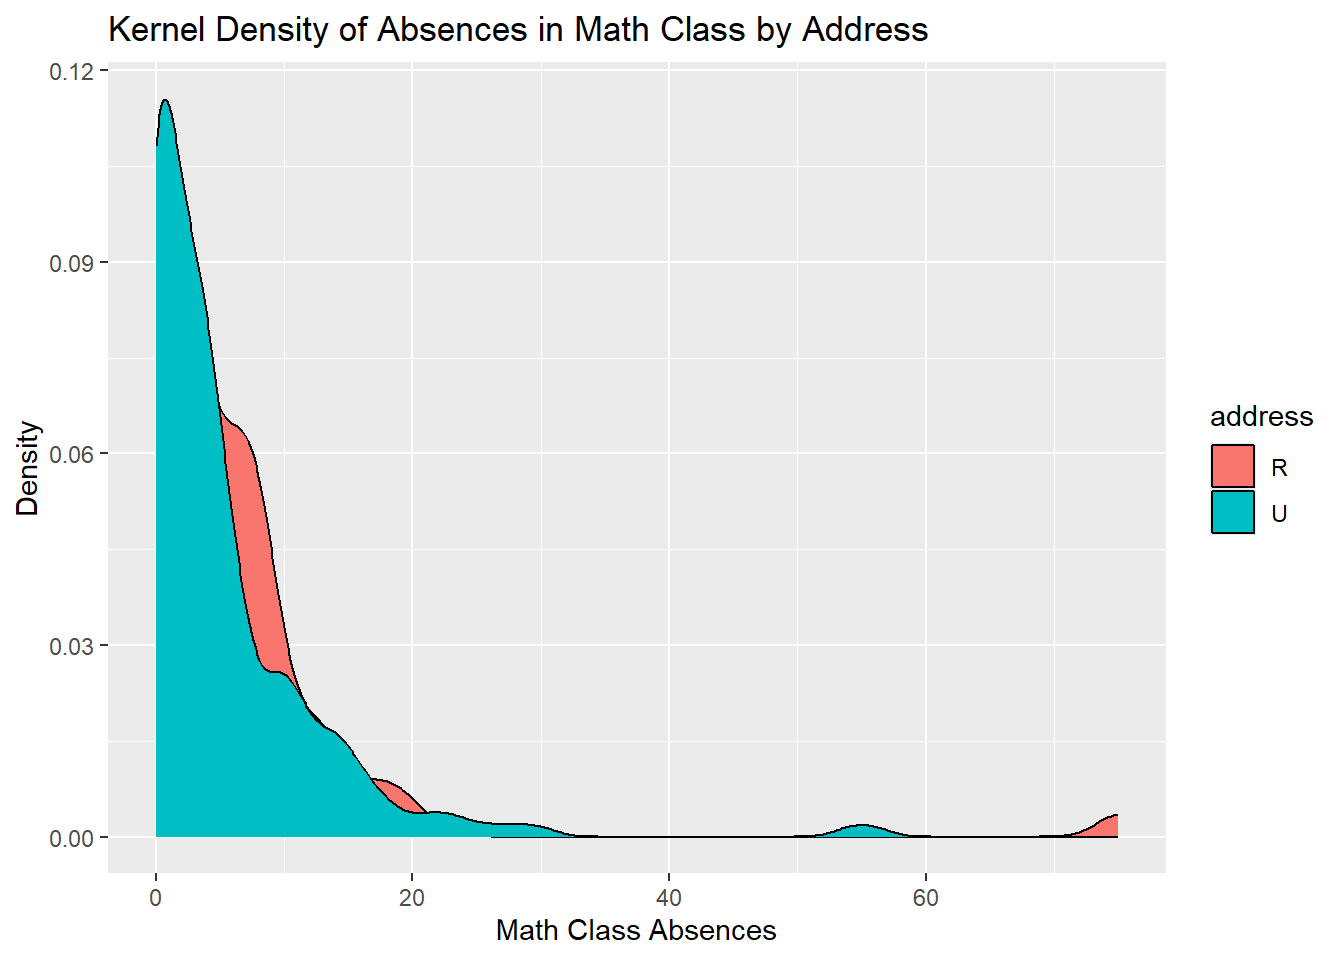 Kernel Density of Absences in Math Class by Address
0.12
0.09
0.06
0.03
0.00
Density
0
20
40
60
Math Class Absences
address
R
U